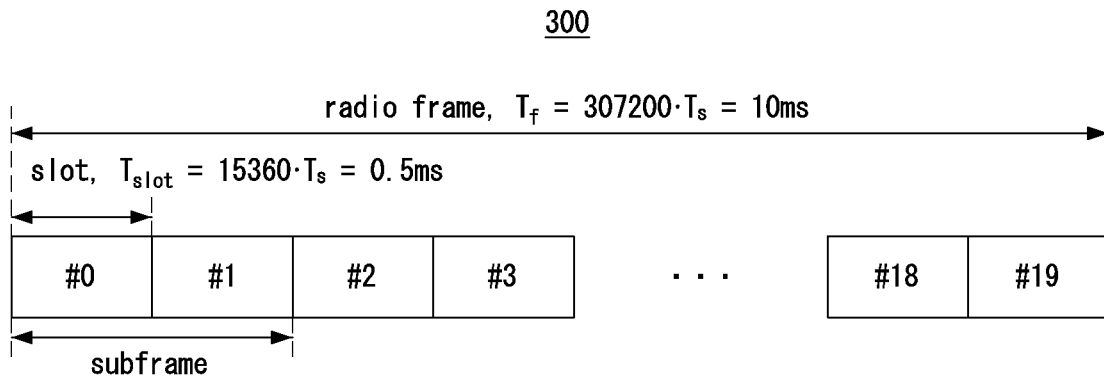 300
radio frame, T_f = 307200·T_s = 10ms
slot, T_slot = 15360·T_s = 0.5ms
#0 #1 #2 #3 · · · #18 #19
subframe